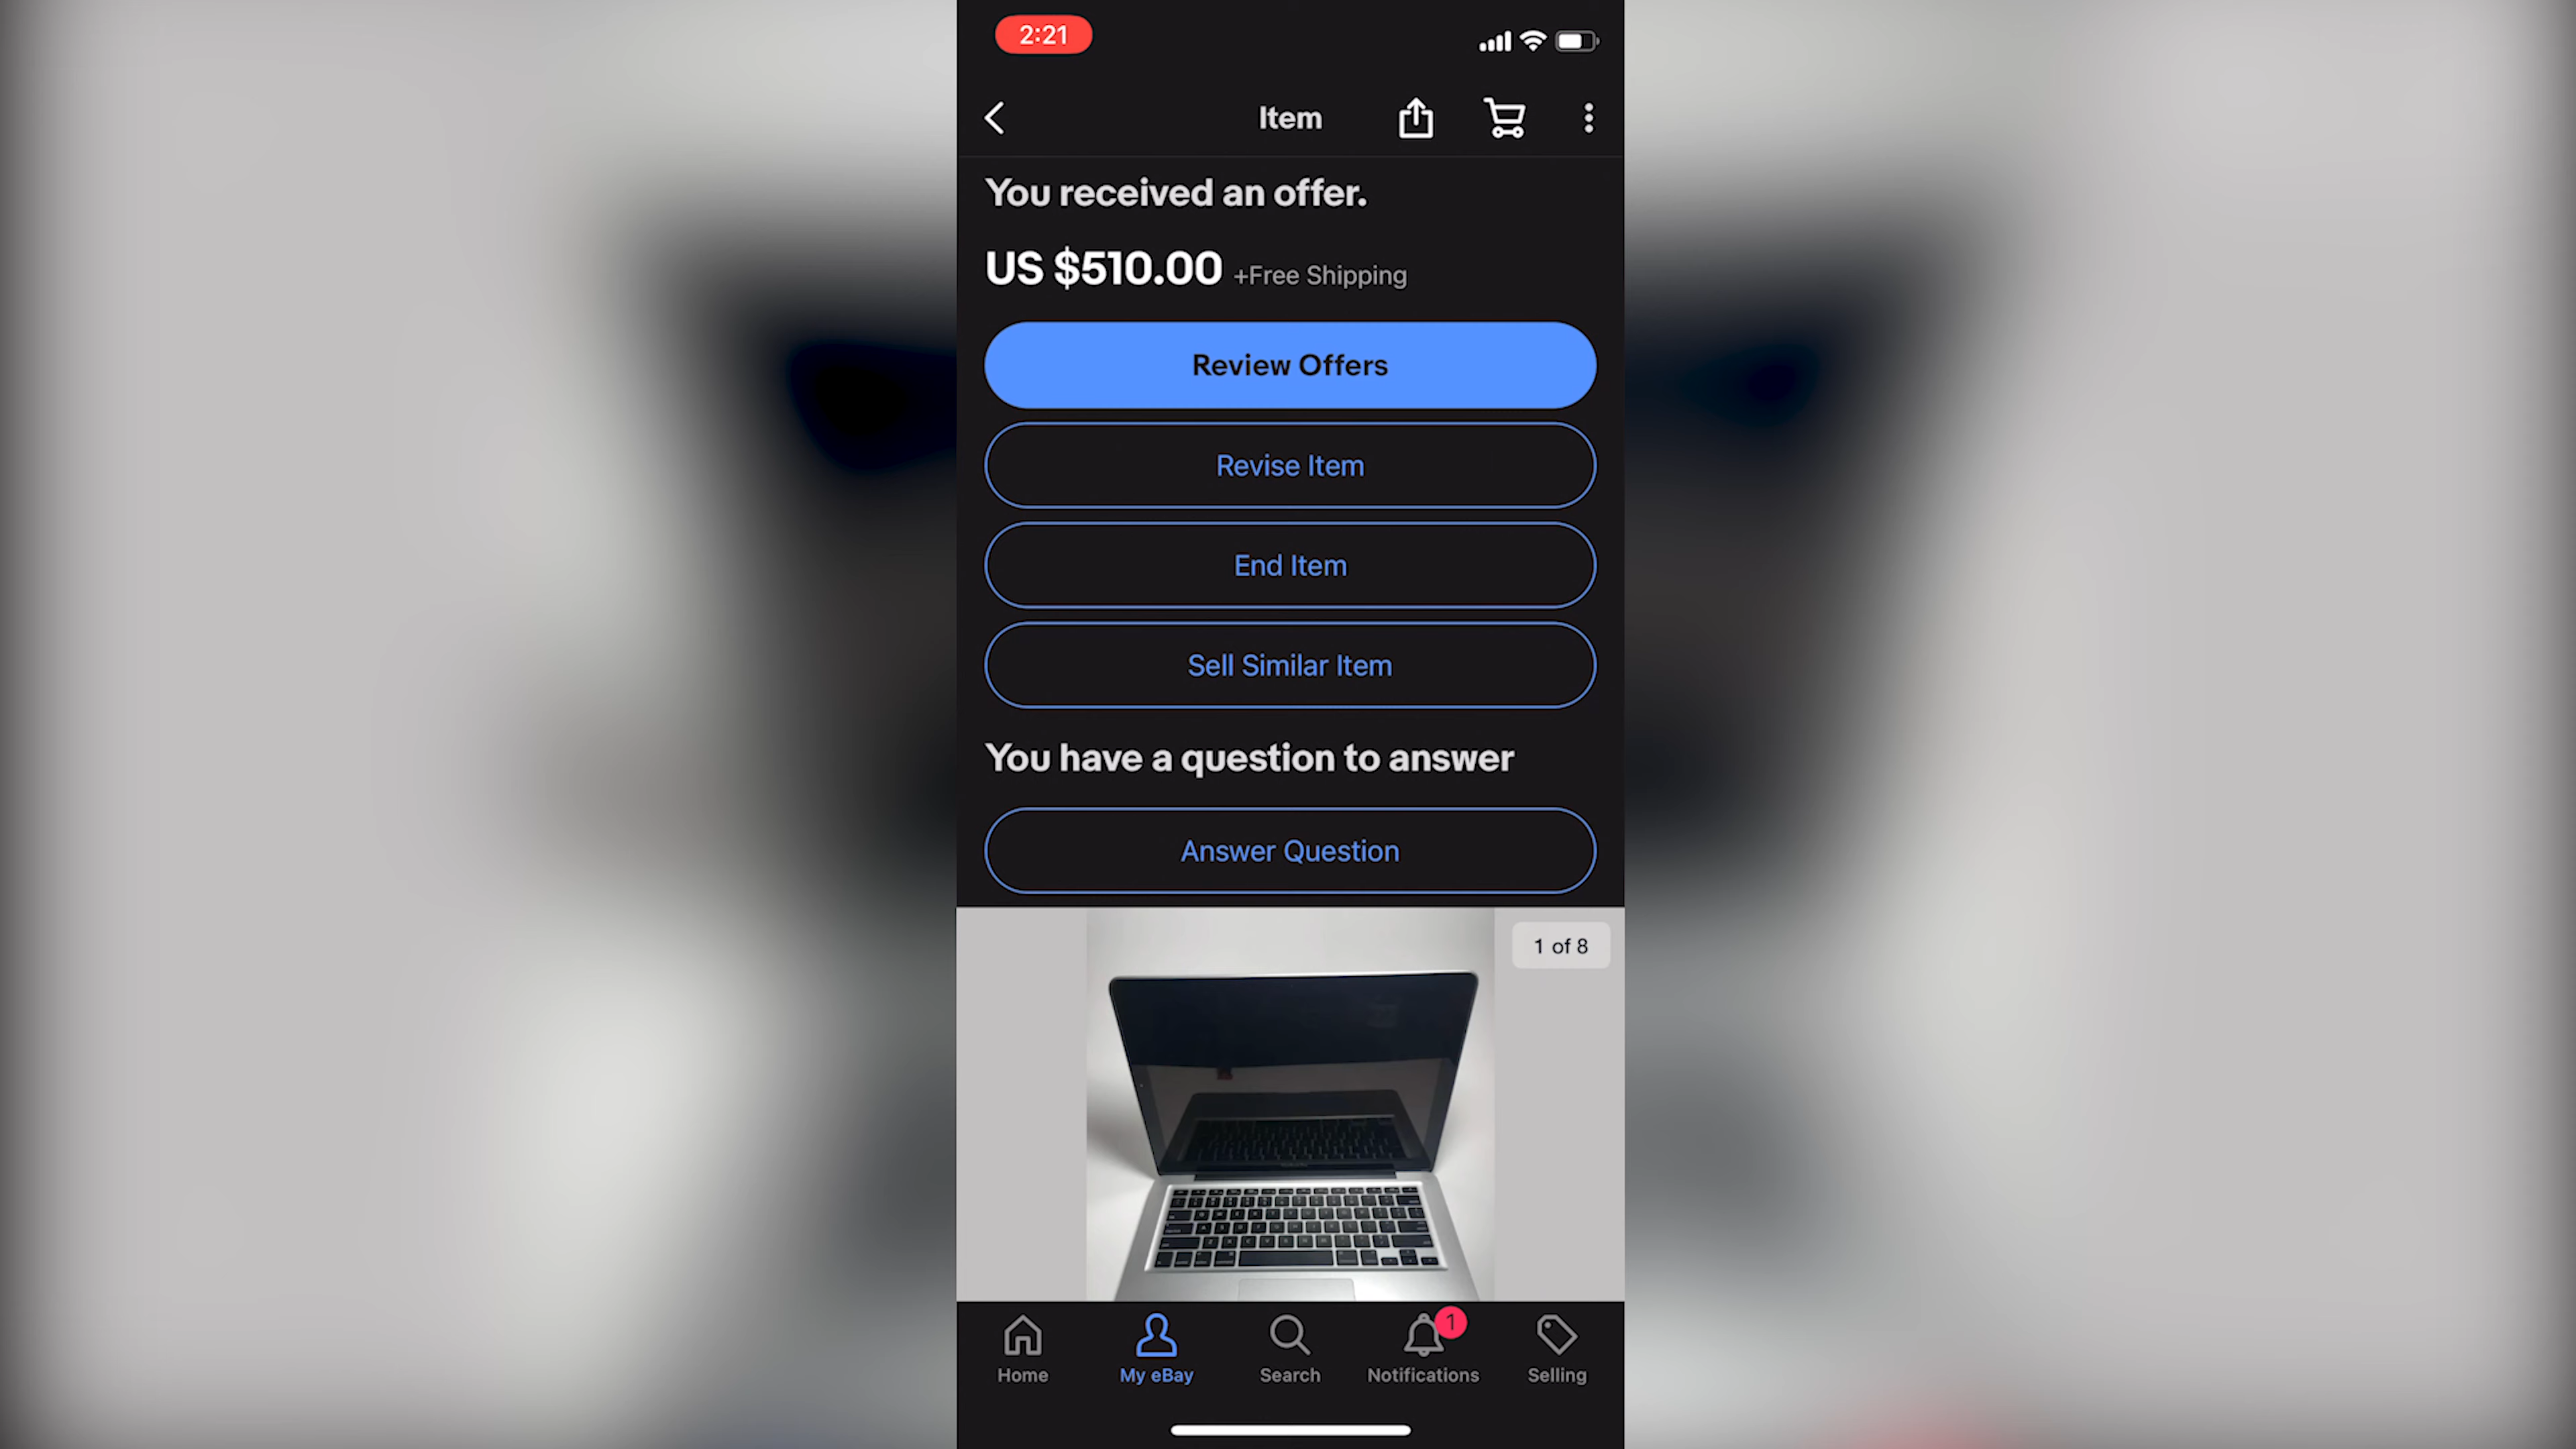 2:21
Item
You received an offer.
US $510.00 +Free Shipping
Review Offers
Revise Item
End Item
Sell Similar Item
You have a question to answer
Answer Question
1 of 8
1
Home
My eBay
Search
Notifications
Selling